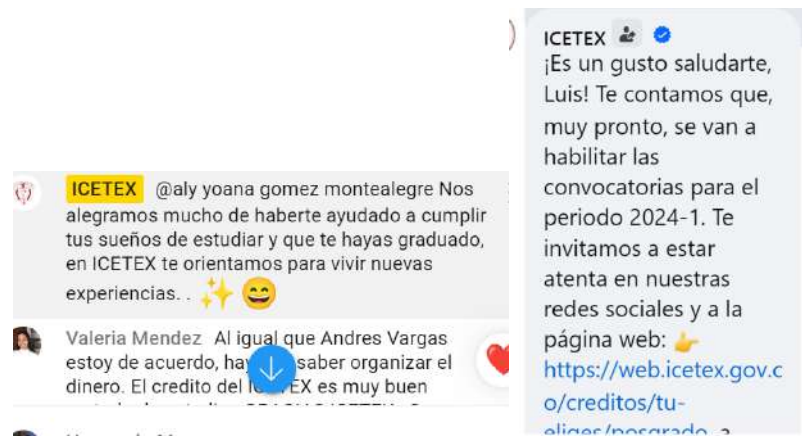 ICETEX @aly yoana gomez montealegre Nos
alegramos mucho de haberte ayudado a cumplir
tus sueños de estudiar y que te hayas graduado,
en ICETEX te orientamos para vivir nuevas
experiencias. . ✨😄
Valeria Mendez Al igual que Andres Vargas
estoy de acuerdo, saber organizar el
dinero. El credito del es muy buen
ICETEX
¡Es un gusto saludarte,
Luis! Te contamos que,
muy pronto, se van a
habilitar las
convocatorias para el
periodo 2024-1. Te
invitamos a estar
atenta en nuestras
redes sociales y a la
página web: 👉
https://web.icetex.gov.c
o/creditos/tu-
eliges/posgrado a